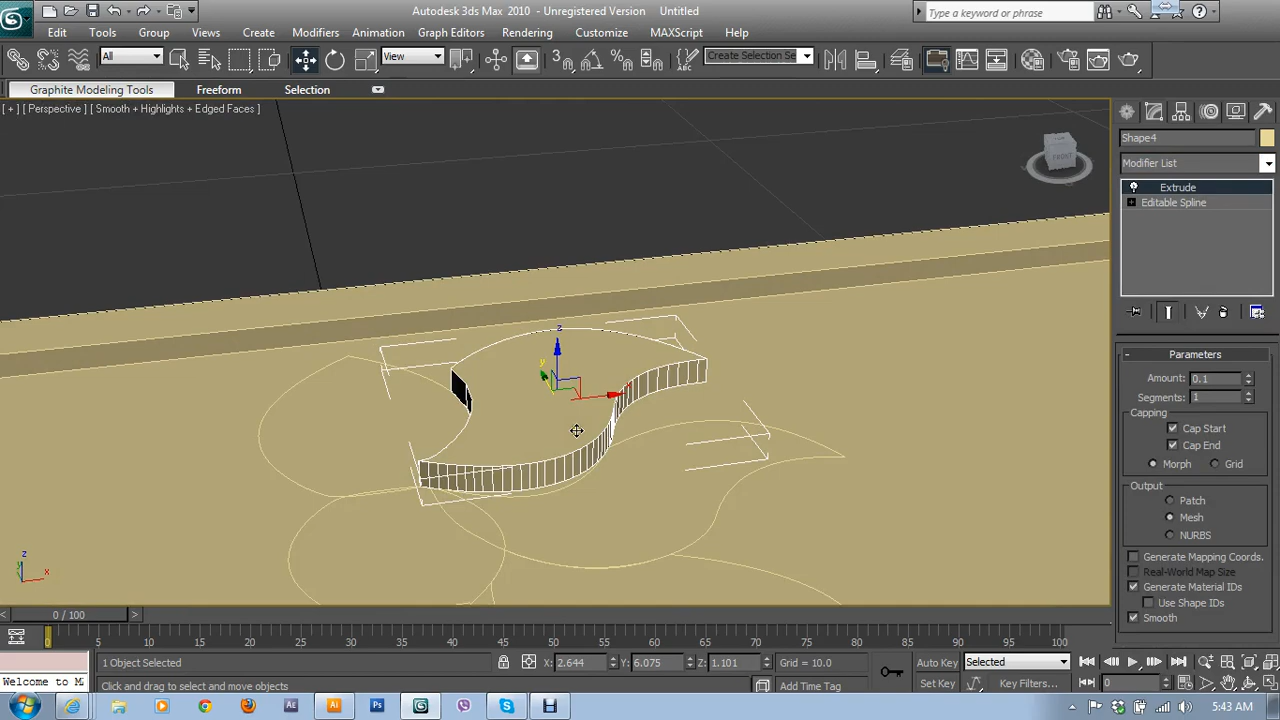 Autodesk 3ds Max 2010 - Unregistered Version Untitled
Type a keyword or phrase
Edit Tools Group Views Create Modifiers Animation Graph Editors Rendering Customize MAXScript Help
All View Create Selection Se
Graphite Modeling Tools Freeform Selection
[ + ] [ Perspective ] [ Smooth + Highlights + Edged Faces ]
FRONT
Shape4
Modifier List
Extrude
Editable Spline
Parameters
Amount: 0.1
Segments: 1
Capping
Cap Start
Cap End
Morph Grid
Output
Patch
Mesh
NURBS
Generate Mapping Coords.
Real-World Map Size
Generate Material IDs
Use Shape IDs
Smooth
z
y
x
z
x
0 / 100
0 5 10 15 20 25 30 35 40 45 50 55 60 65 70 75 80 85 90 95 100
1 Object Selected X: 2.644 Y: 6.075 Z: 1.101 Grid = 10.0 Auto Key Selected
Welcome to M
Click and drag to select and move objects Add Time Tag Set Key Key Filters... 0
5:43 AM